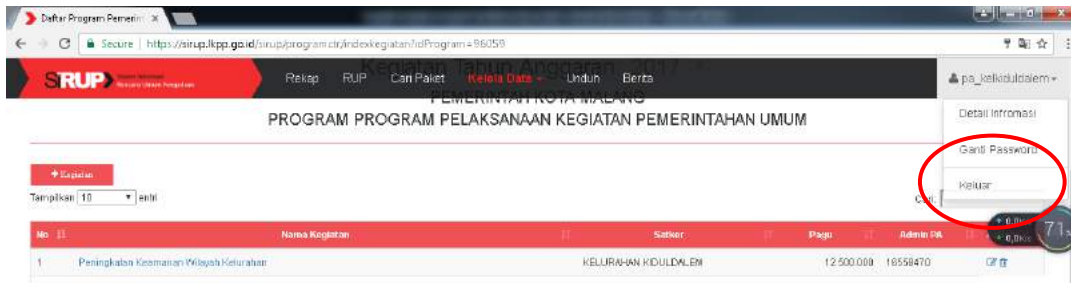 Daftar Program Pemerin
Secure | https://sirup.lkpp.go.id/sirup/programctr/indexkegiatan?idProgram=96059
SIRUP
Rekap RUP Cari Paket Kelola Data Unduh Berita
pa_kelkiduldalem
Kegiatan Tahun Anggaran 2017
PEMERINTAH KOTA MALANG
PROGRAM PROGRAM PELAKSANAAN KEGIATAN PEMERINTAHAN UMUM
Detail Infromasi
Ganti Password
Keluar
+ Kegiatan
Tampilkan 10 entri
Cari:
No Nama Kegiatan Satker Pagu Admin PA
71
1 Peningkatan Keamanan Wilayah Kelurahan KELURAHAN KIDULDALEM 12.500.000 18558470